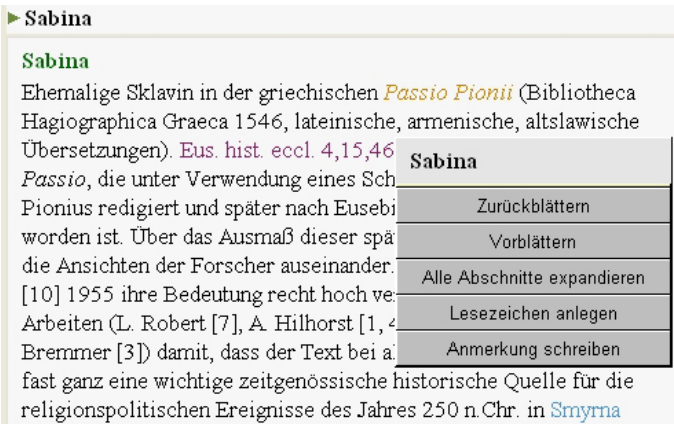 Sabina
Sabina
Ehemalige Sklavin in der griechischen Passio Pionii (Bibliotheca
Hagiographica Graeca 1546, lateinische, armenische, altslawische
Übersetzungen). Eus. hist. eccl. 4,15,46
Passio, die unter Verwendung eines Sch
Pionius redigiert und später nach Eusebi
worden ist. Über das Ausmaß dieser spä
die Ansichten der Forscher auseinander.
[10] 1955 ihre Bedeutung recht hoch ve
Arbeiten (L. Robert [7], A. Hilhorst [1, 4
Bremmer [3]) damit, dass der Text bei a
fast ganz eine wichtige zeitgenössische historische Quelle für die
religionspolitischen Ereignisse des Jahres 250 n.Chr. in Smyrna
Sabina
Zurückblättern
Vorblättern
Alle Abschnitte expandieren
Lesezeichen anlegen
Anmerkung schreiben